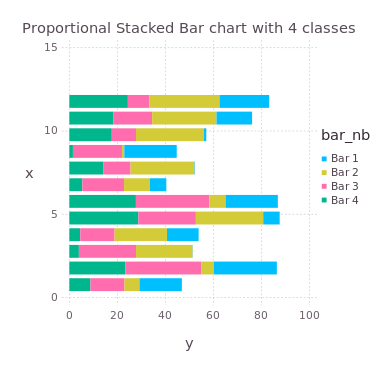 Proportional Stacked Bar chart with 4 classes
15
10
5
0
x
0 20 40 60 80 100
y
bar_nb
Bar 1
Bar 2
Bar 3
Bar 4